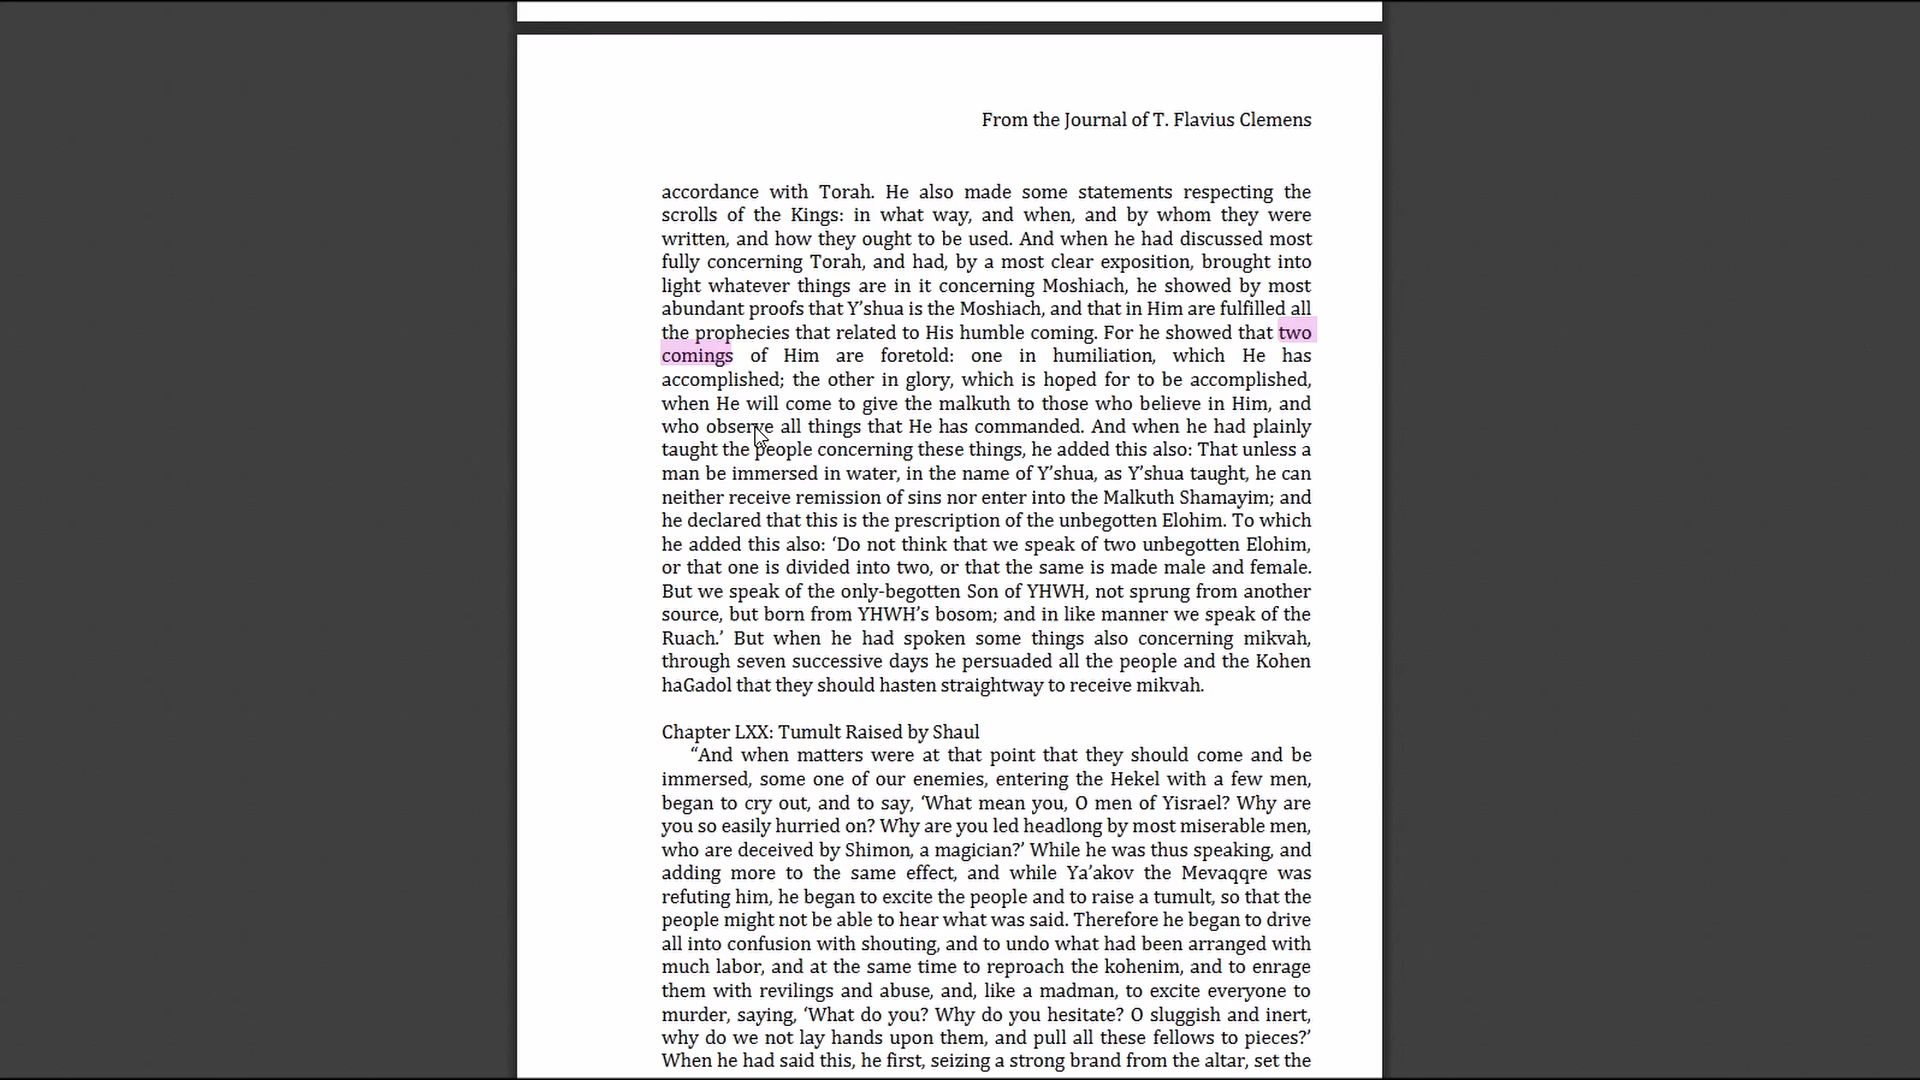 From the Journal of T. Flavius Clemens
accordance with Torah. He also made some statements respecting the
scrolls of the Kings: in what way, and when, and by whom they were
written, and how they ought to be used. And when he had discussed most
fully concerning Torah, and had, by a most clear exposition, brought into
light whatever things are in it concerning Moshiach, he showed by most
abundant proofs that Y’shua is the Moshiach, and that in Him are fulfilled all
the prophecies that related to His humble coming. For he showed that two
comings of Him are foretold: one in humiliation, which He has
accomplished; the other in glory, which is hoped for to be accomplished,
when He will come to give the malkuth to those who believe in Him, and
who observe all things that He has commanded. And when he had plainly
taught the people concerning these things, he added this also: That unless a
man be immersed in water, in the name of Y’shua, as Y’shua taught, he can
neither receive remission of sins nor enter into the Malkuth Shamayim; and
he declared that this is the prescription of the unbegotten Elohim. To which
he added this also: ‘Do not think that we speak of two unbegotten Elohim,
or that one is divided into two, or that the same is made male and female.
But we speak of the only-begotten Son of YHWH, not sprung from another
source, but born from YHWH’s bosom; and in like manner we speak of the
Ruach.’ But when he had spoken some things also concerning mikvah,
through seven successive days he persuaded all the people and the Kohen
haGadol that they should hasten straightway to receive mikvah.
Chapter LXX: Tumult Raised by Shaul
“And when matters were at that point that they should come and be
immersed, some one of our enemies, entering the Hekel with a few men,
began to cry out, and to say, ‘What mean you, O men of Yisrael? Why are
you so easily hurried on? Why are you led headlong by most miserable men,
who are deceived by Shimon, a magician?’ While he was thus speaking, and
adding more to the same effect, and while Ya’akov the Mevaqqre was
refuting him, he began to excite the people and to raise a tumult, so that the
people might not be able to hear what was said. Therefore he began to drive
all into confusion with shouting, and to undo what had been arranged with
much labor, and at the same time to reproach the kohenim, and to enrage
them with revilings and abuse, and, like a madman, to excite everyone to
murder, saying, ‘What do you? Why do you hesitate? O sluggish and inert,
why do we not lay hands upon them, and pull all these fellows to pieces?’
When he had said this, he first, seizing a strong brand from the altar, set the